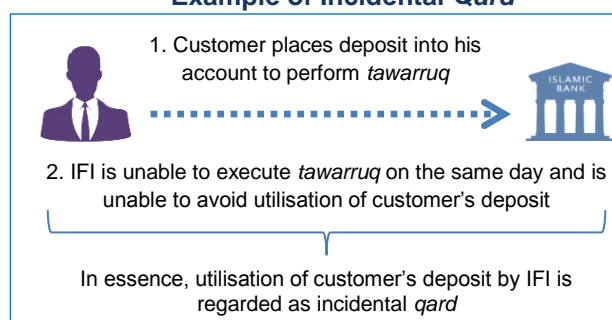 Example of Incidental Qard
1. Customer places deposit into his
account to perform tawarruq
ISLAMIC
BANK
2. IFI is unable to execute tawarruq on the same day and is
unable to avoid utilisation of customer's deposit
In essence, utilisation of customer's deposit by IFI is
regarded as incidental qard